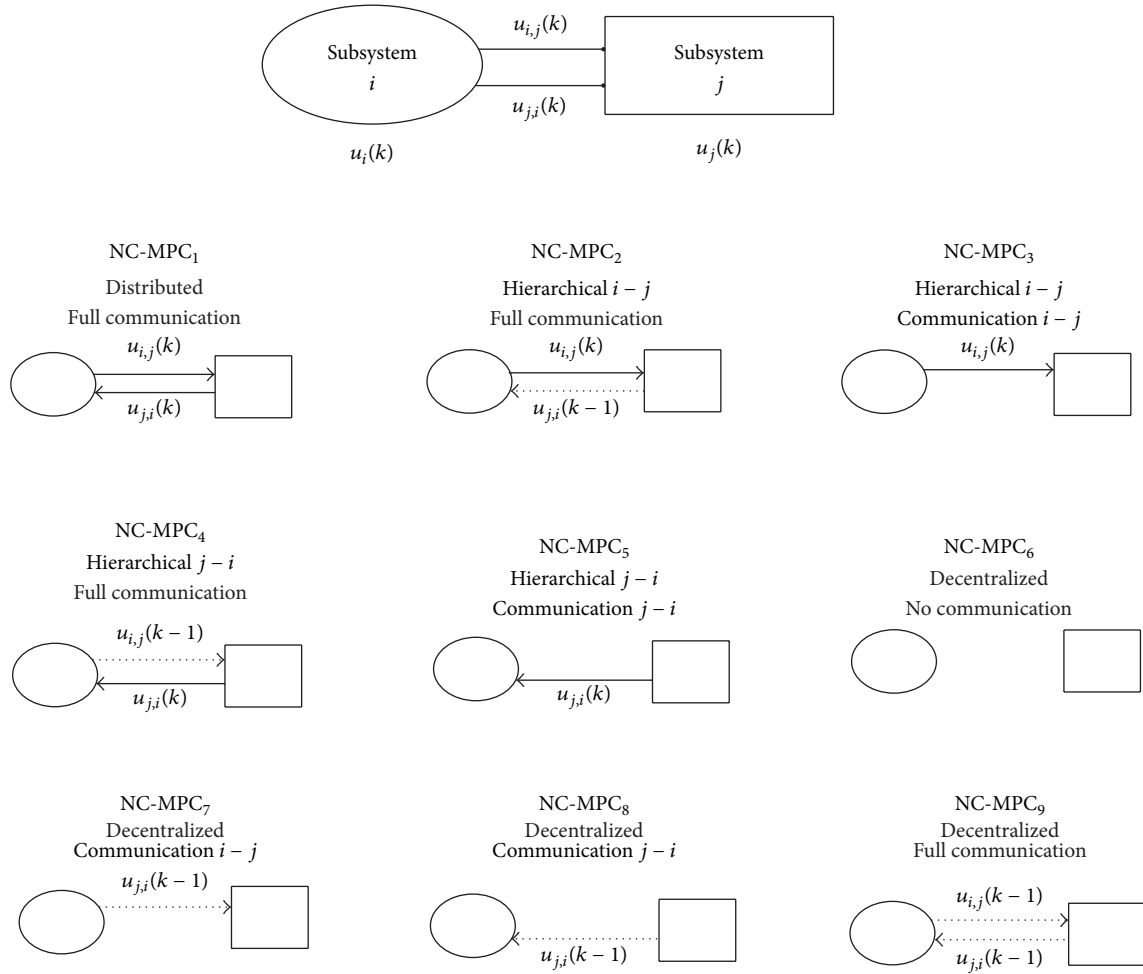 u_{i,j}(k)
Subsystem
i
Subsystem
j
u_{j,i}(k)
u_i(k)
u_j(k)
NC-MPC_1
Distributed
Full communication
u_{i,j}(k)
u_{j,i}(k)
NC-MPC_2
Hierarchical i – j
Full communication
u_{i,j}(k)
u_{j,i}(k – 1)
NC-MPC_3
Hierarchical i – j
Communication i – j
u_{i,j}(k)
NC-MPC_4
Hierarchical j – i
Full communication
u_{i,j}(k – 1)
u_{j,i}(k)
NC-MPC_5
Hierarchical j – i
Communication j – i
u_{j,i}(k)
NC-MPC_6
Decentralized
No communication
NC-MPC_7
Decentralized
Communication i – j
u_{j,i}(k – 1)
NC-MPC_8
Decentralized
Communication j – i
u_{j,i}(k – 1)
NC-MPC_9
Decentralized
Full communication
u_{i,j}(k – 1)
u_{j,i}(k – 1)